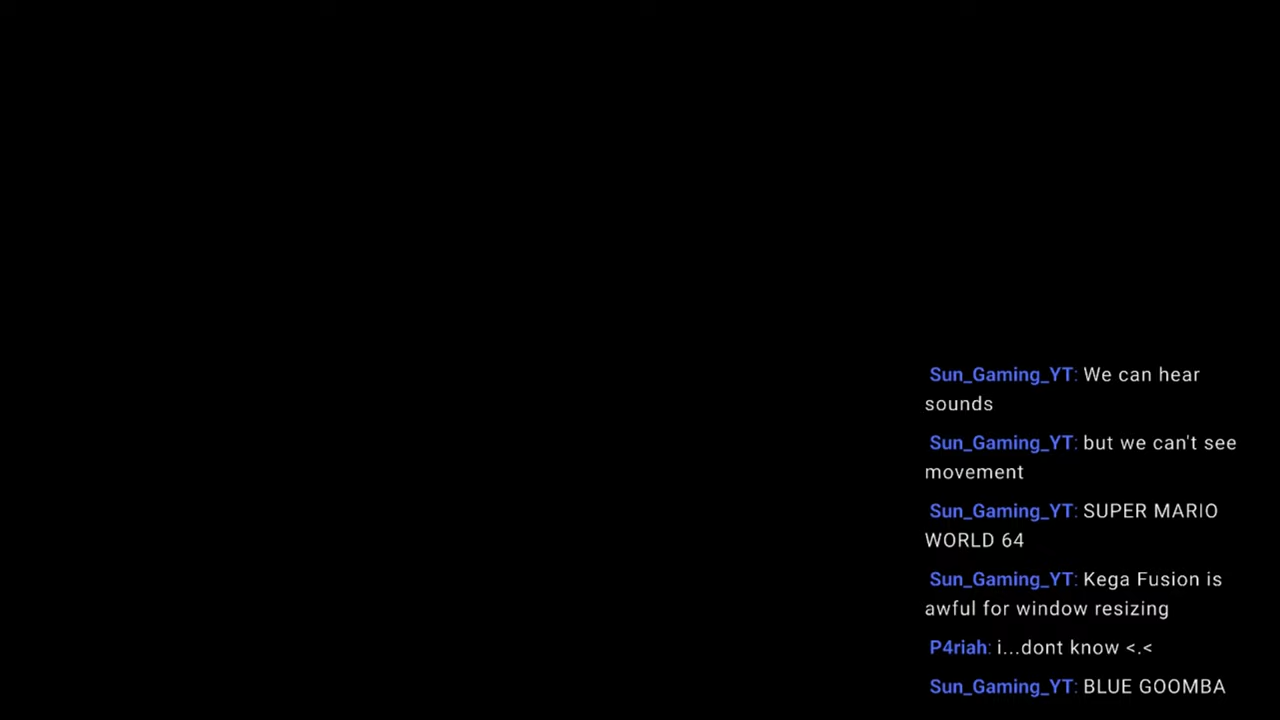 Sun_Gaming_YT: We can hear
sounds
Sun_Gaming_YT: but we can't see
movement
Sun_Gaming_YT: SUPER MARIO
WORLD 64
Sun_Gaming_YT: Kega Fusion is
awful for window resizing
P4riah: i...dont know <.<
Sun_Gaming_YT: BLUE GOOMBA